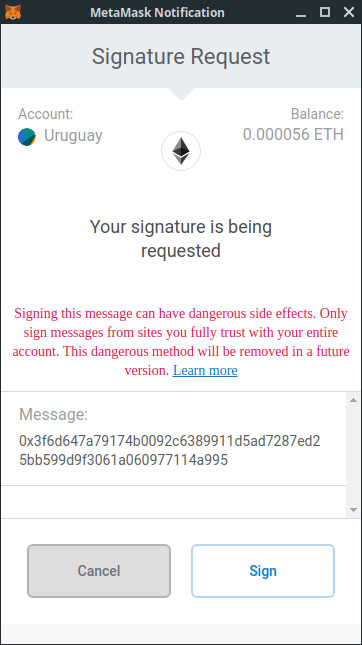 MetaMask Notification
Signature Request
Account:
Balance:
Uruguay
0.000056 ETH
Your signature is being
requested
Signing this message can have dangerous side effects. Only
sign messages from sites you fully trust with your entire
account. This dangerous method will be removed in a future
version. Learn more
Message:
0x3f6d647a79174b0092c6389911d5ad7287ed2
5bb599d9f3061a060977114a995
Cancel
Sign